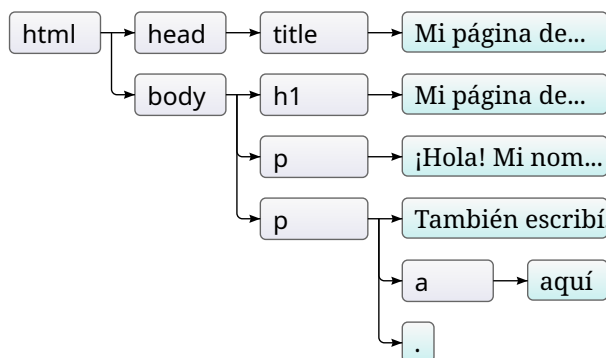 html head title Mi página de...
body h1 Mi página de...
p ¡Hola! Mi nom...
p También escribí
a aquí
.